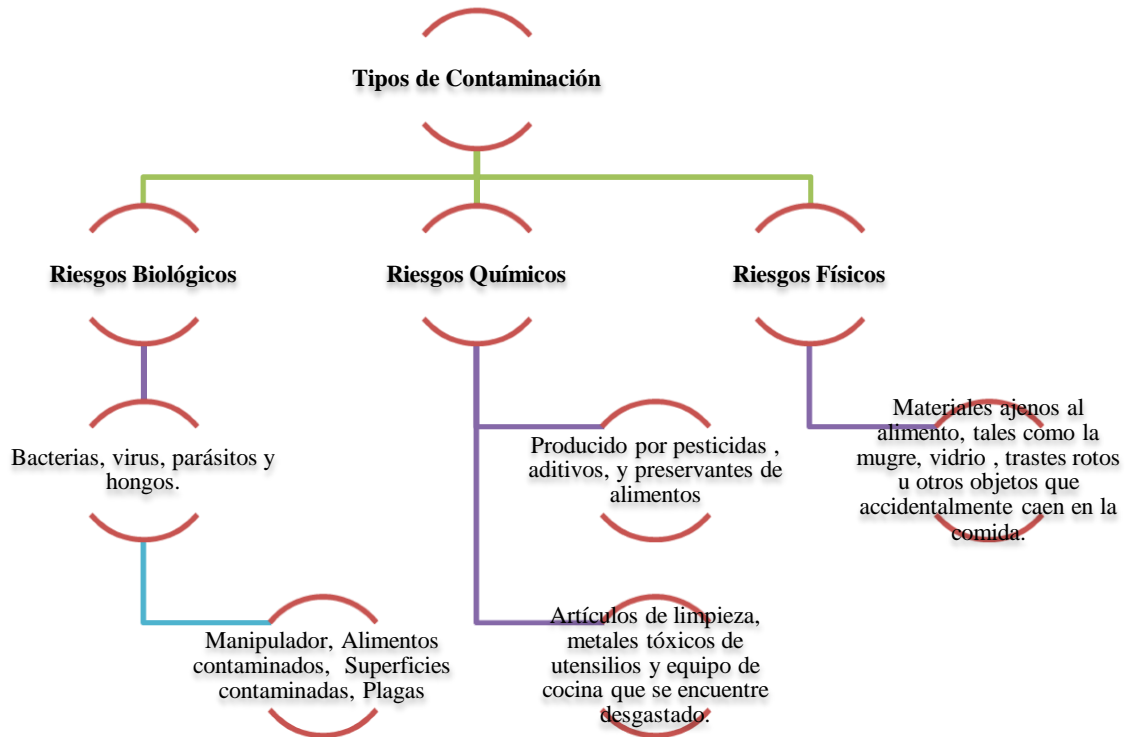 Tipos de Contaminación
Riesgos Biológicos
Riesgos Químicos
Riesgos Físicos
Bacterias, virus, parásitos y
hongos.
Manipulador, Alimentos
contaminados, Superficies
contaminadas, Plagas
Producido por pesticidas ,
aditivos, y preservantes de
alimentos
Artículos de limpieza,
metales tóxicos de
utensilios y equipo de
cocina que se encuentre
desgastado.
Materiales ajenos al
alimento, tales como la
mugre, vidrio , trastes rotos
u otros objetos que
accidentalmente caen en la
comida.